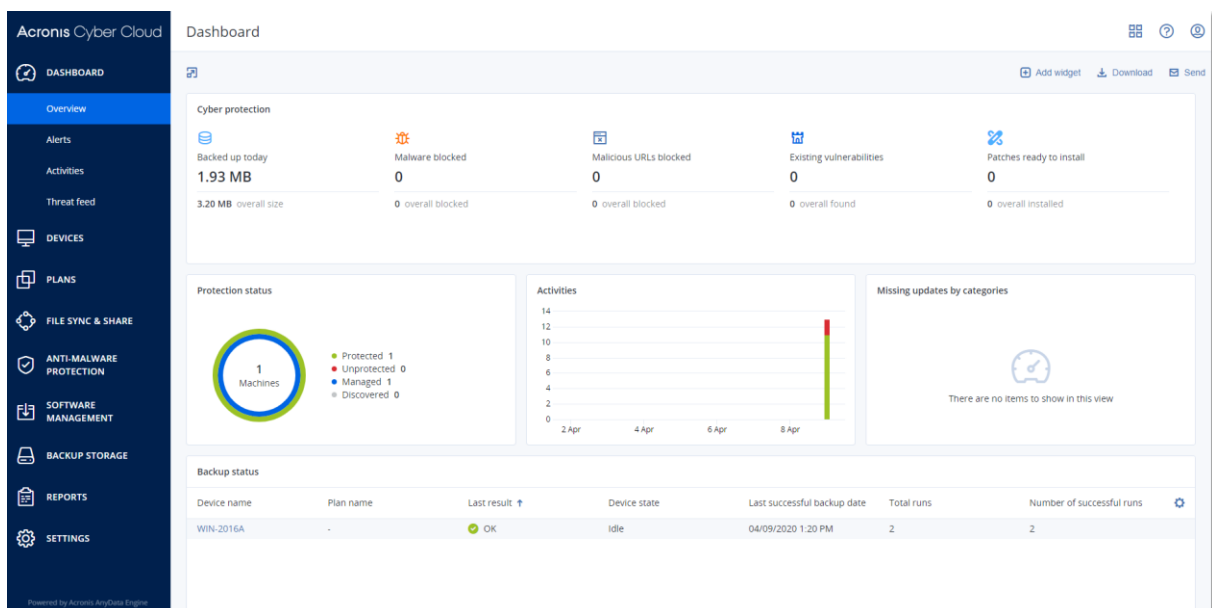 Acronis Cyber Cloud
Dashboard
DASHBOARD
Overview
Alerts
Activities
Threat feed
DEVICES
PLANS
FILE SYNC & SHARE
ANTI-MALWARE
PROTECTION
SOFTWARE
MANAGEMENT
BACKUP STORAGE
REPORTS
SETTINGS
Powered by Acronis AnyData Engine
Add widget Download Send
Cyber protection
Backed up today Malware blocked Malicious URLs blocked Existing vulnerabilities Patches ready to install
1.93 MB 0 0 0 0
3.20 MB overall size 0 overall blocked 0 overall blocked 0 overall found 0 overall installed
Protection status
1
Machines
Protected 1
Unprotected 0
Managed 1
Discovered 0
Activities
14
12
10
8
6
4
2
0
2 Apr 4 Apr 6 Apr 8 Apr
Missing updates by categories
There are no items to show in this view
Backup status
Device name Plan name Last result ↑ Device state Last successful backup date Total runs Number of successful runs
WIN-2016A - OK Idle 04/09/2020 1:20 PM 2 2